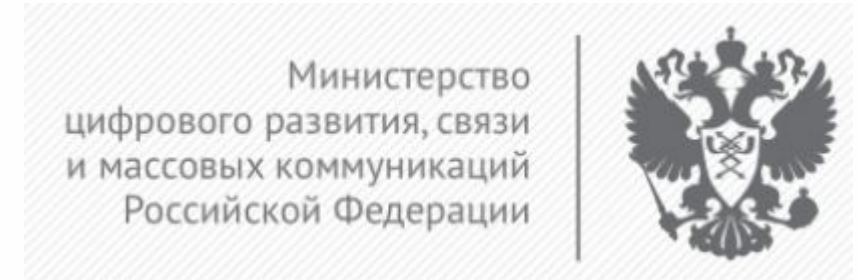 Министерство
цифрового развития, связи
и массовых коммуникаций
Российской Федерации